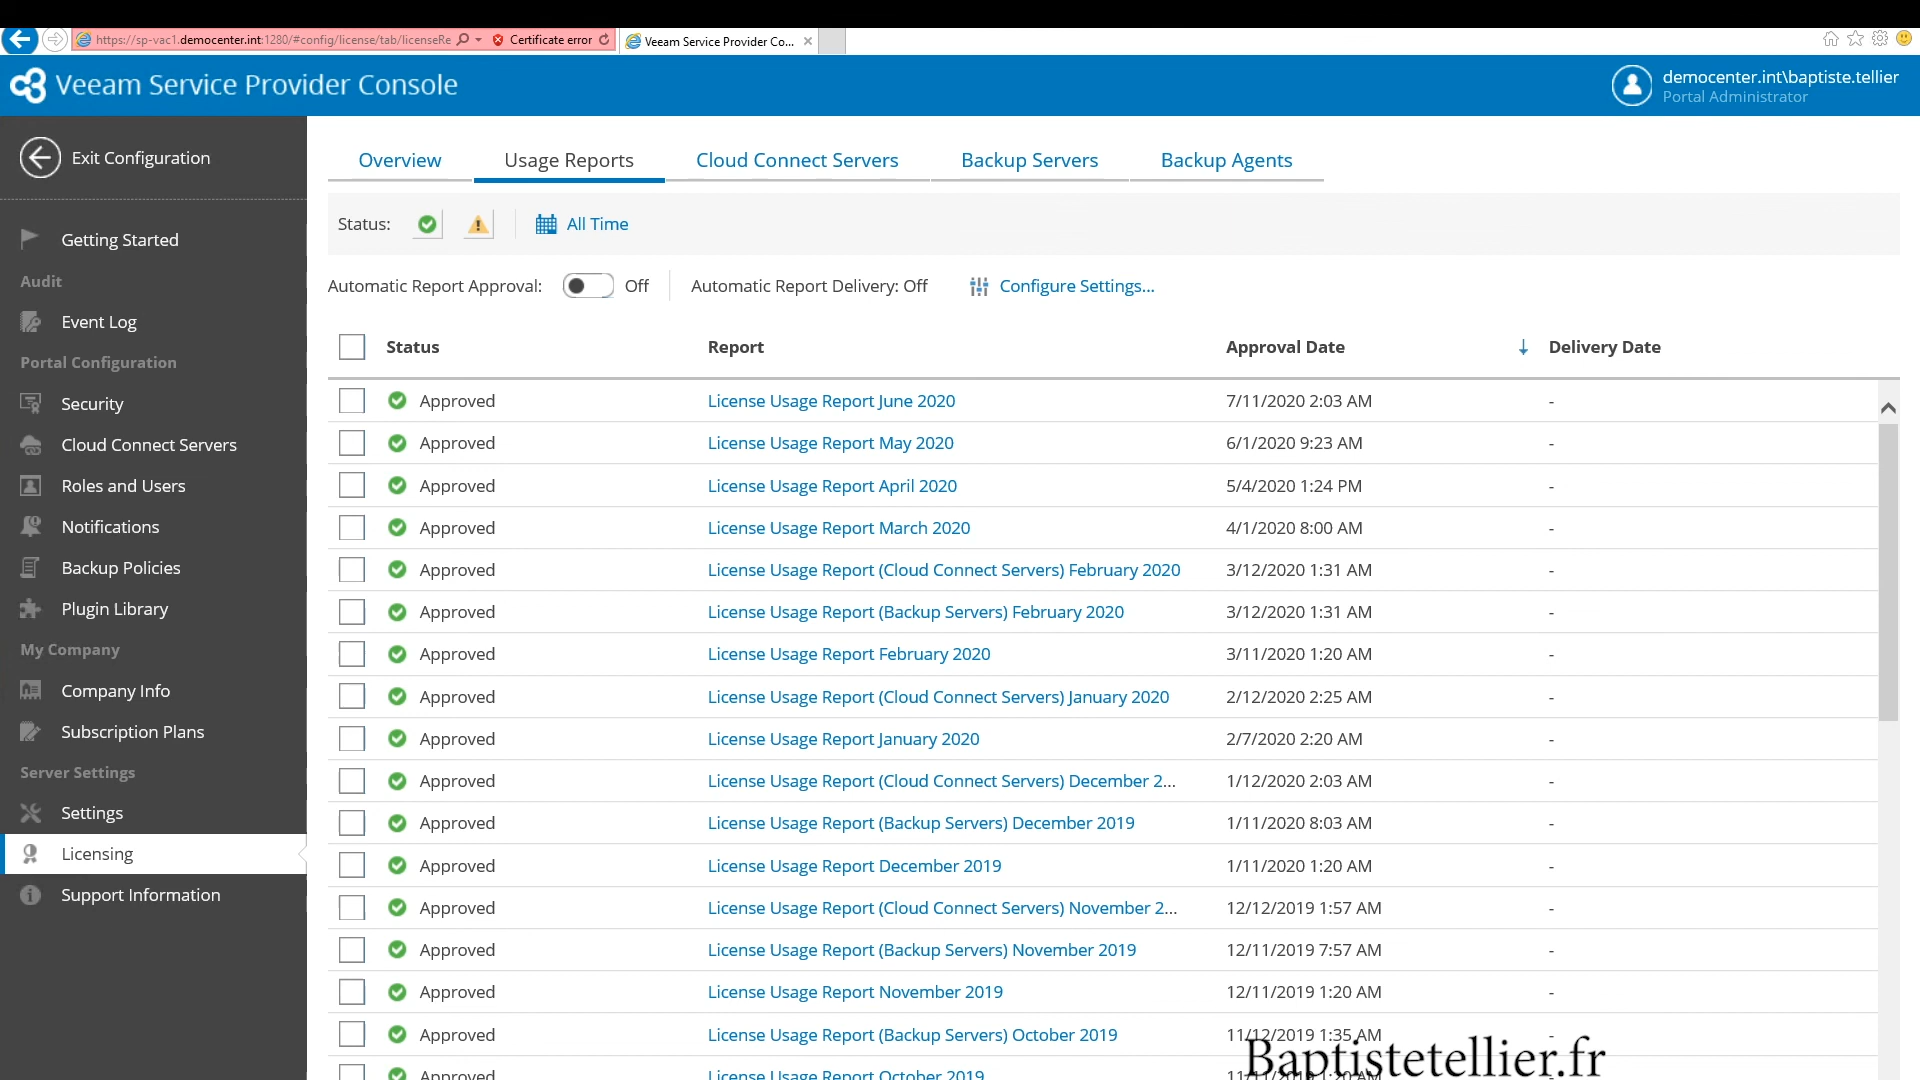 https://sp-vac1.democenter.int:1280/#config/license/tab/licenseRe Certificate error Veeam Service Provider Co...
Veeam Service Provider Console
democenter.int\baptiste.tellier
Portal Administrator
Exit Configuration
Getting Started
Audit
Event Log
Portal Configuration
Security
Cloud Connect Servers
Roles and Users
Notifications
Backup Policies
Plugin Library
My Company
Company Info
Subscription Plans
Server Settings
Settings
Licensing
Support Information
Overview Usage Reports Cloud Connect Servers Backup Servers Backup Agents
Status: All Time
Automatic Report Approval: Off Automatic Report Delivery: Off Configure Settings...
Status Report Approval Date Delivery Date
Approved License Usage Report June 2020 7/11/2020 2:03 AM -
Approved License Usage Report May 2020 6/1/2020 9:23 AM -
Approved License Usage Report April 2020 5/4/2020 1:24 PM -
Approved License Usage Report March 2020 4/1/2020 8:00 AM -
Approved License Usage Report (Cloud Connect Servers) February 2020 3/12/2020 1:31 AM -
Approved License Usage Report (Backup Servers) February 2020 3/12/2020 1:31 AM -
Approved License Usage Report February 2020 3/11/2020 1:20 AM -
Approved License Usage Report (Cloud Connect Servers) January 2020 2/12/2020 2:25 AM -
Approved License Usage Report January 2020 2/7/2020 2:20 AM -
Approved License Usage Report (Cloud Connect Servers) December 2... 1/12/2020 2:03 AM -
Approved License Usage Report (Backup Servers) December 2019 1/11/2020 8:03 AM -
Approved License Usage Report December 2019 1/11/2020 1:20 AM -
Approved License Usage Report (Cloud Connect Servers) November 2... 12/12/2019 1:57 AM -
Approved License Usage Report (Backup Servers) November 2019 12/11/2019 7:57 AM -
Approved License Usage Report November 2019 12/11/2019 1:20 AM -
Approved License Usage Report (Backup Servers) October 2019 11/12/2019 1:35 AM -
Approved License Usage Report October 2019 11/11/2019 1:20 AM -
Baptistetellier.fr